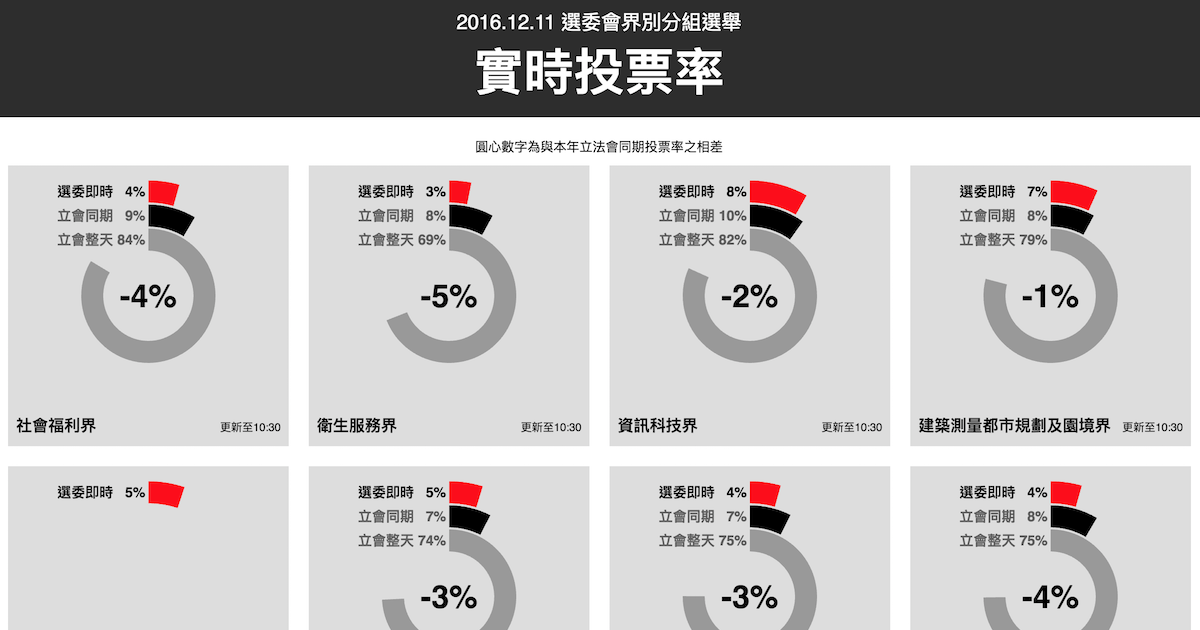 2016.12.11 選委會界別分組選舉
實時投票率
圓心數字為與本年立法會同期投票率之相差
選委即時 4%
立會同期 9%
立會整天 84%
-4%
社會福利界 更新至10:30
選委即時 3%
立會同期 8%
立會整天 69%
-5%
衛生服務界 更新至10:30
選委即時 8%
立會同期 10%
立會整天 82%
-2%
資訊科技界 更新至10:30
選委即時 7%
立會同期 8%
立會整天 79%
-1%
建築測量都市規劃及園境界 更新至10:30
選委即時 5%
選委即時 5%
立會同期 7%
立會整天 74%
-3%
選委即時 4%
立會同期 7%
立會整天 75%
-3%
選委即時 4%
立會同期 8%
立會整天 75%
-4%